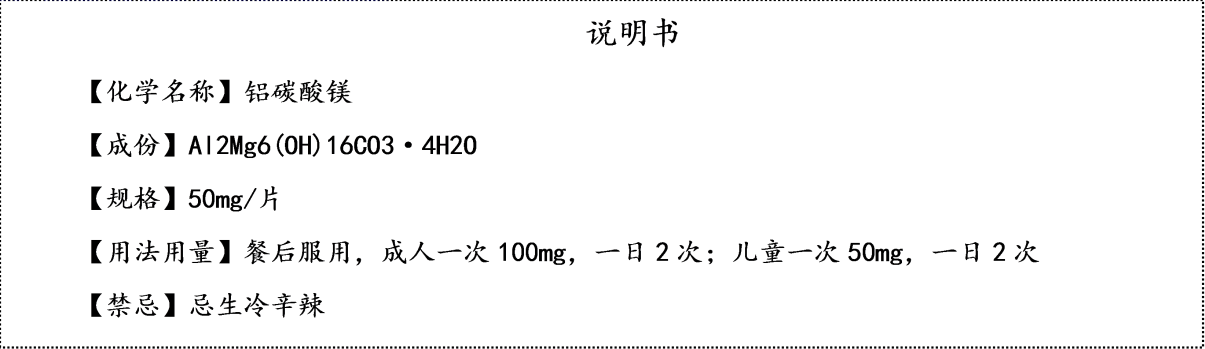 说明书
【化学名称】铝碳酸镁
【成份】Al2Mg6(OH)16CO3·4H2O
【规格】50mg/片
【用法用量】餐后服用，成人一次100mg，一日2次；儿童一次50mg，一日2次
【禁忌】忌生冷辛辣